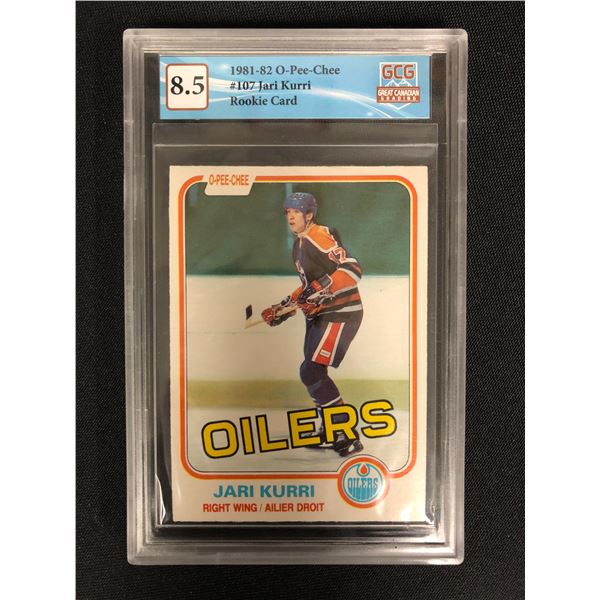 8.5
1981-82 O-Pee-Chee
#107 Jari Kurri
Rookie Card
GCG
GREAT CANADIAN
GRADING
O-PEE-CHEE
17
OILERS
JARI KURRI
RIGHT WING / AILIER DROIT
OILERS